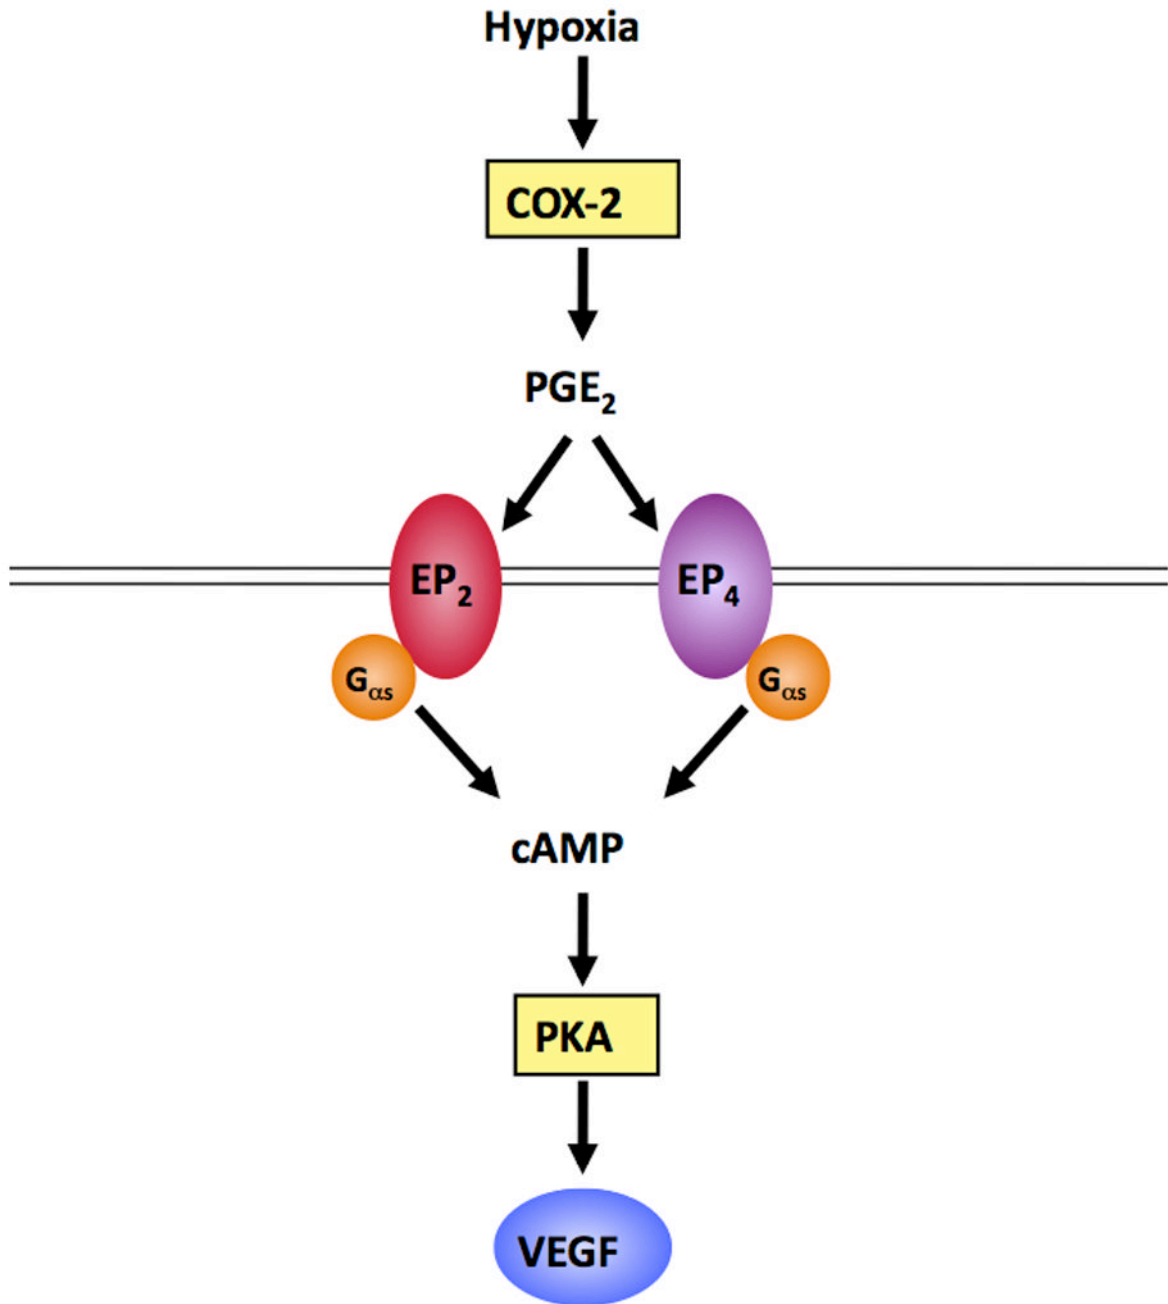 Hypoxia
COX-2
PGE₂
EP₂
EP₄
Gαs
Gαs
cAMP
PKA
VEGF